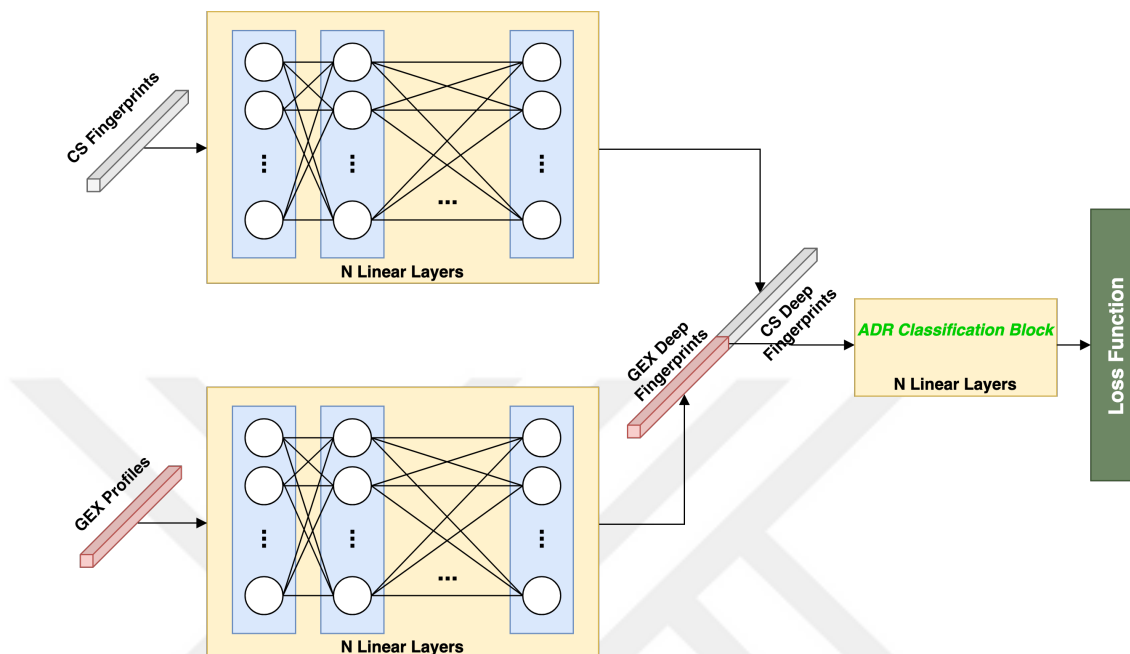 CS Fingerprints
...
...
...
...
N Linear Layers
GEX Deep
Fingerprints
CS Deep
Fingerprints
ADR Classification Block
N Linear Layers
Loss Function
GEX Profiles
...
...
...
...
N Linear Layers